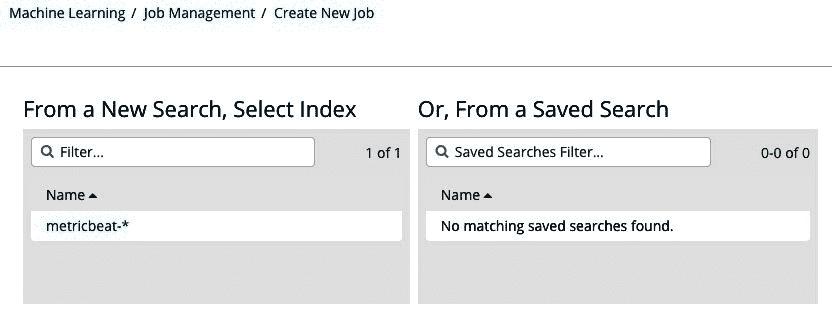 Machine Learning / Job Management / Create New Job
From a New Search, Select Index
Filter...
1 of 1
Name
metricbeat-*
Or, From a Saved Search
Saved Searches Filter...
0-0 of 0
Name
No matching saved searches found.